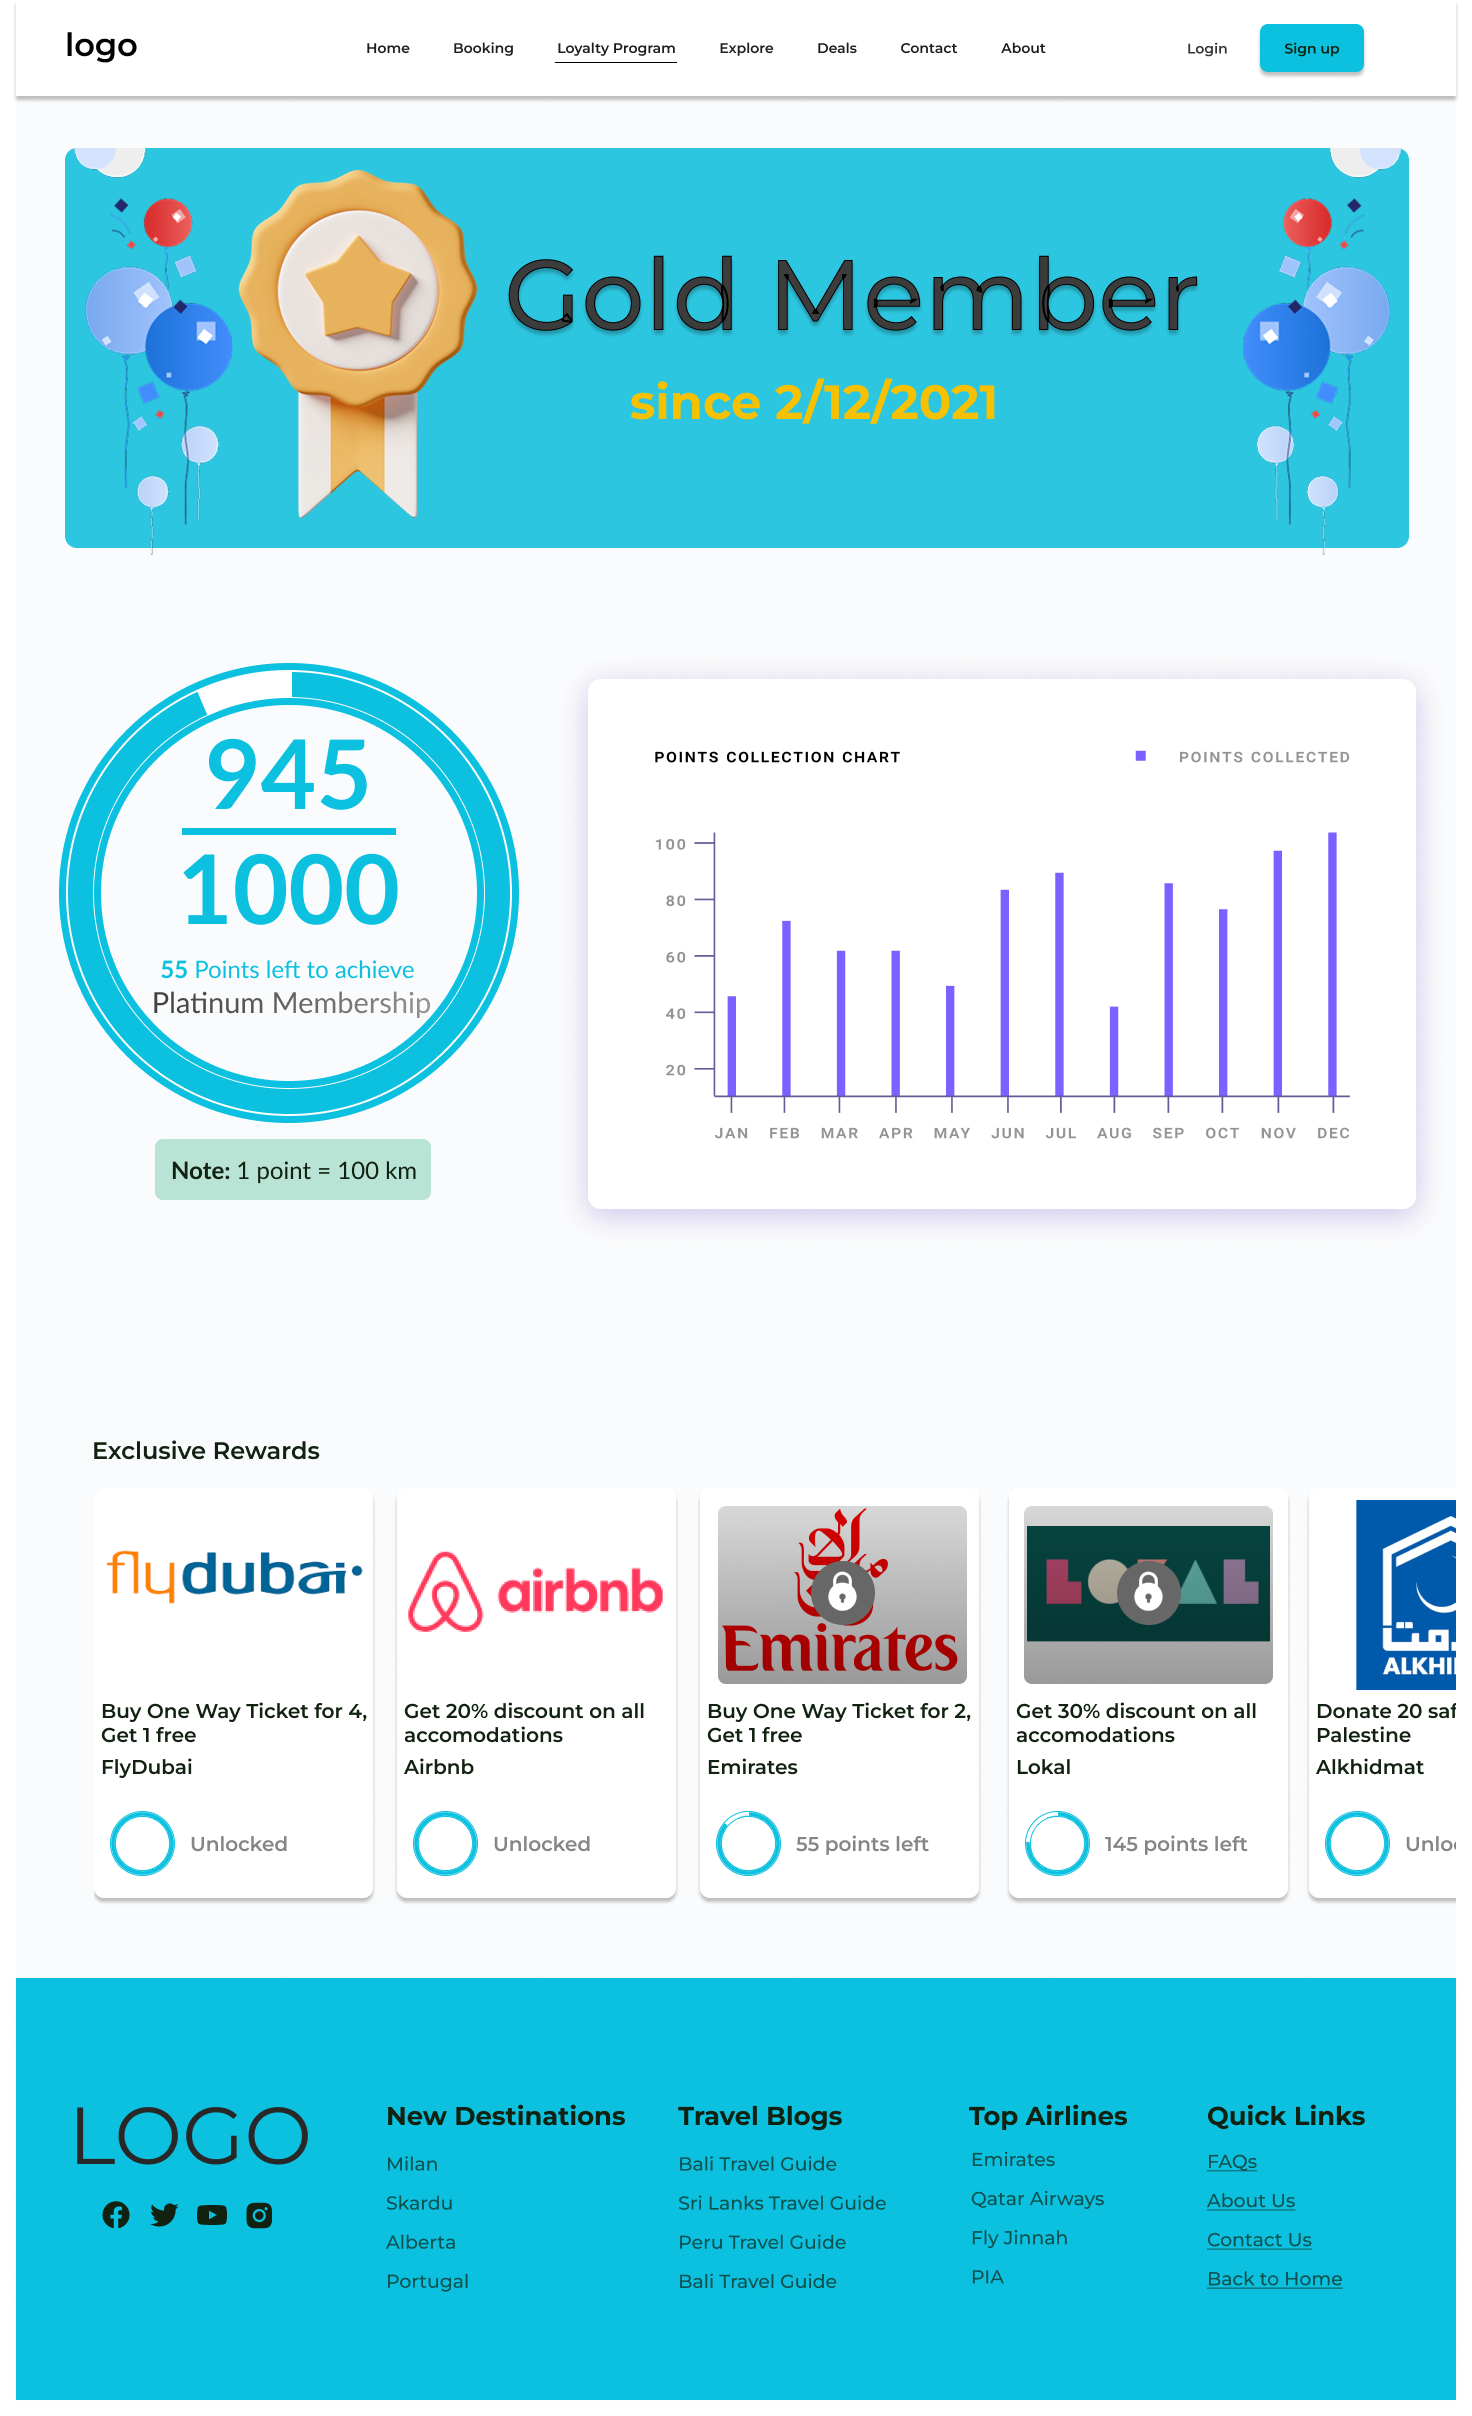 logo
Home
Booking
Loyalty Program
Explore
Deals
Contact
About
Login
Sign up
Gold Member
since 2/12/2021
945
1000
55 Points left to achieve
Platinum Membership
Note: 1 point = 100 km
POINTS COLLECTION CHART
POINTS COLLECTED
100
80
60
40
20
JAN FEB MAR APR MAY JUN JUL AUG SEP OCT NOV DEC
Exclusive Rewards
flydubai
Buy One Way Ticket for 4,
Get 1 free
FlyDubai
Unlocked
airbnb
Get 20% discount on all
accomodations
Airbnb
Unlocked
Emirates
Buy One Way Ticket for 2,
Get 1 free
Emirates
55 points left
LOKAL
Get 30% discount on all
accomodations
Lokal
145 points left
ALKHI
Donate 20 saf
Palestine
Alkhidmat
Unlo
LOGO
New Destinations
Milan
Skardu
Alberta
Portugal
Travel Blogs
Bali Travel Guide
Sri Lanks Travel Guide
Peru Travel Guide
Bali Travel Guide
Top Airlines
Emirates
Qatar Airways
Fly Jinnah
PIA
Quick Links
FAQs
About Us
Contact Us
Back to Home